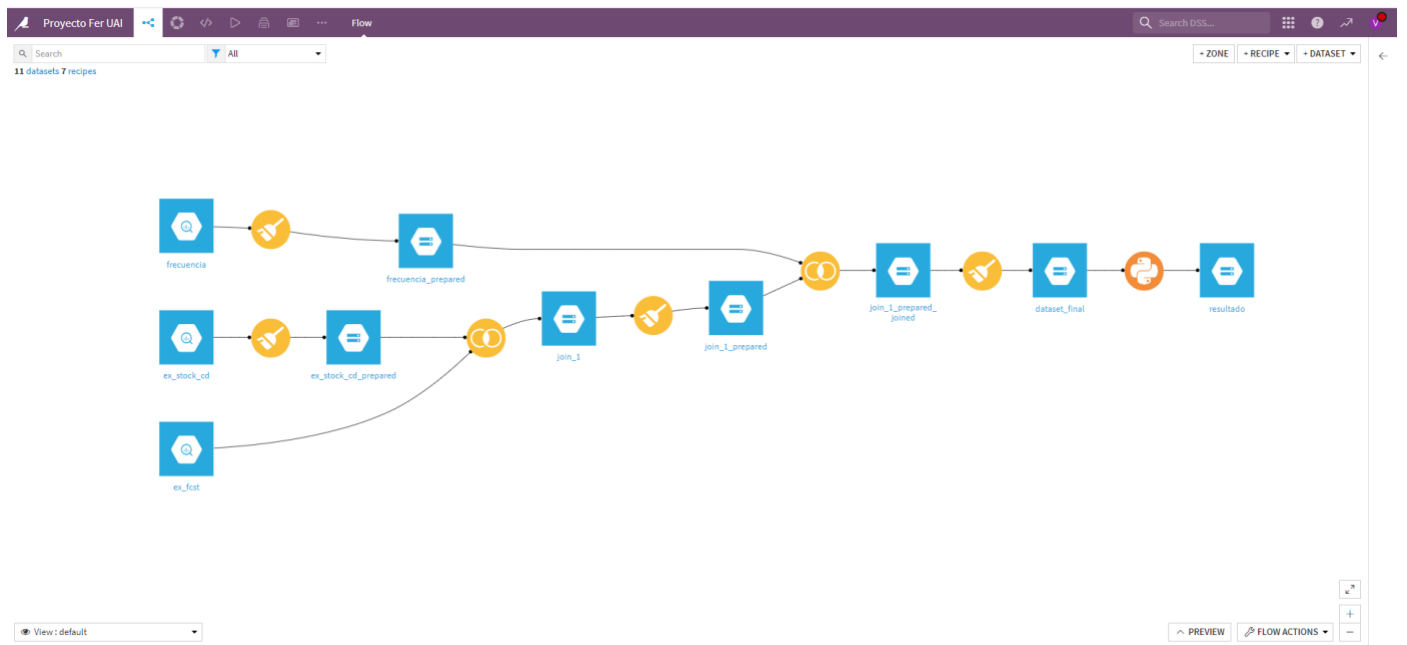 Proyecto Fer UAI
Flow
Search DSS...
Search
All
+ ZONE
+ RECIPE
+ DATASET
11 datasets 7 recipes
frecuencia
frecuencia_prepared
join_1_prepared_
joined
dataset_final
resultado
join_1
join_1_prepared
ex_stock_cd
ex_stock_cd_prepared
ex_fcst
View : default
PREVIEW
FLOW ACTIONS